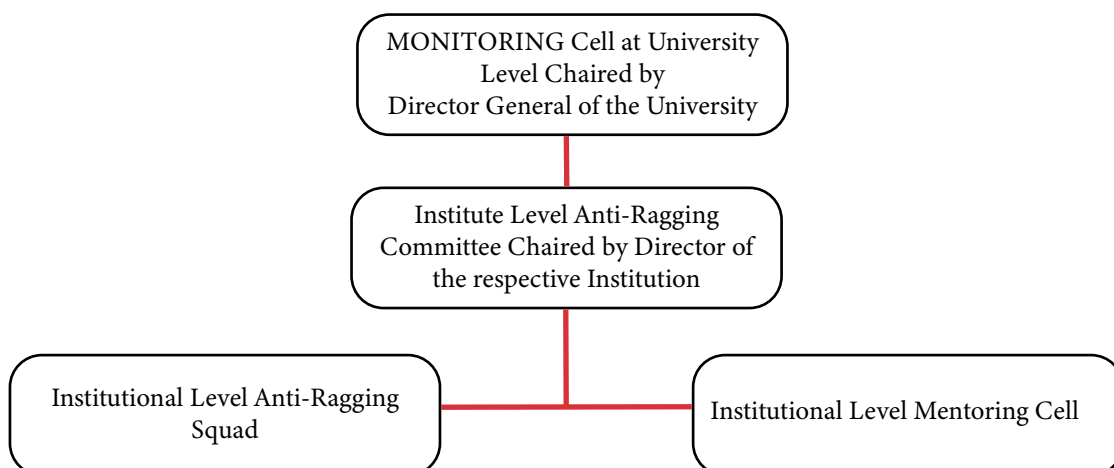 MONITORING Cell at University
Level Chaired by
Director General of the University
Institute Level Anti-Ragging
Committee Chaired by Director of
the respective Institution
Institutional Level Anti-Ragging
Squad
Institutional Level Mentoring Cell